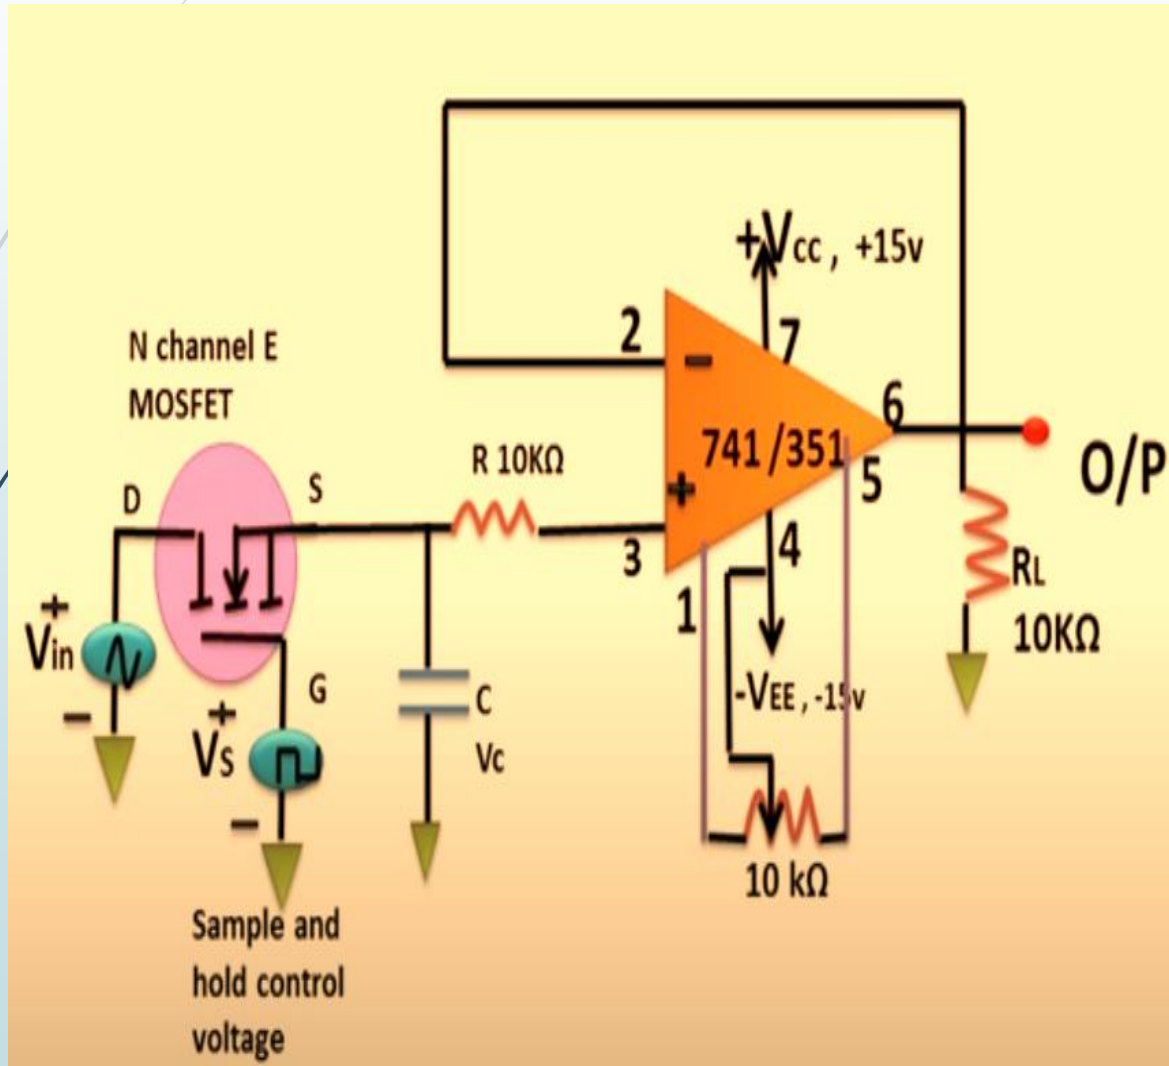 +VCC , +15v
2
7
N channel E
MOSFET
6
741 /351
O/P
R 10KΩ
5
D
S
3
4
1
RL
10KΩ
+
Vin
−
G
+
VS
−
C
Vc
-VEE , -15v
10 kΩ
Sample and
hold control
voltage
−
+